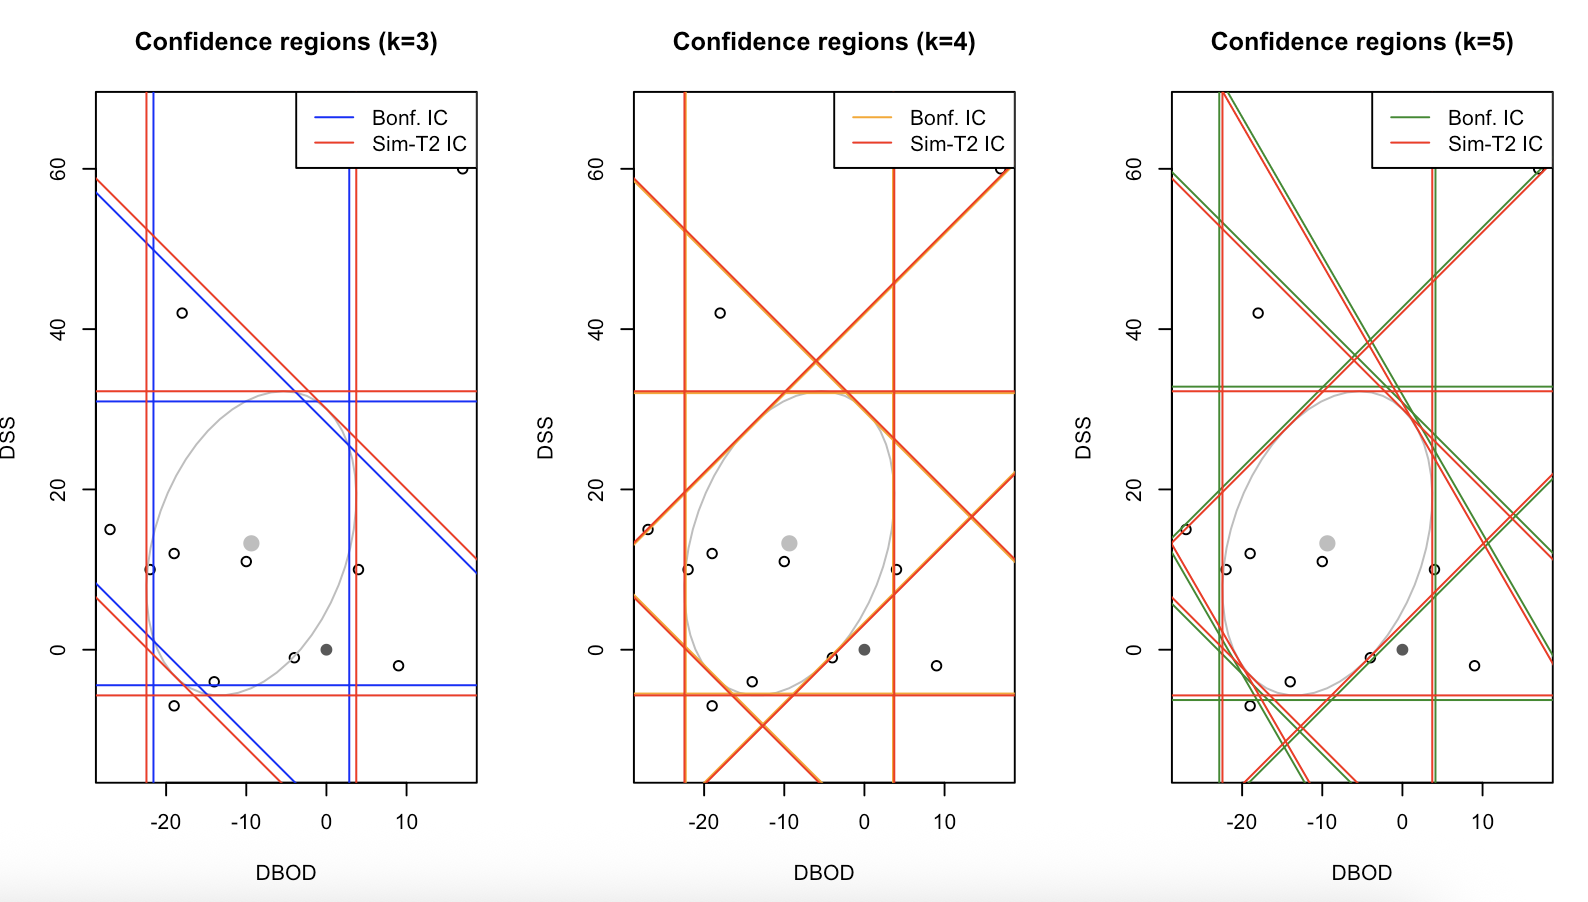 Confidence regions (k=3)
Bonf. IC
Sim-T2 IC
DSS
60
40
20
0
-20
-10
0
10
DBOD
Confidence regions (k=4)
Bonf. IC
Sim-T2 IC
DSS
60
40
20
0
-20
-10
0
10
DBOD
Confidence regions (k=5)
Bonf. IC
Sim-T2 IC
DSS
60
40
20
0
-20
-10
0
10
DBOD